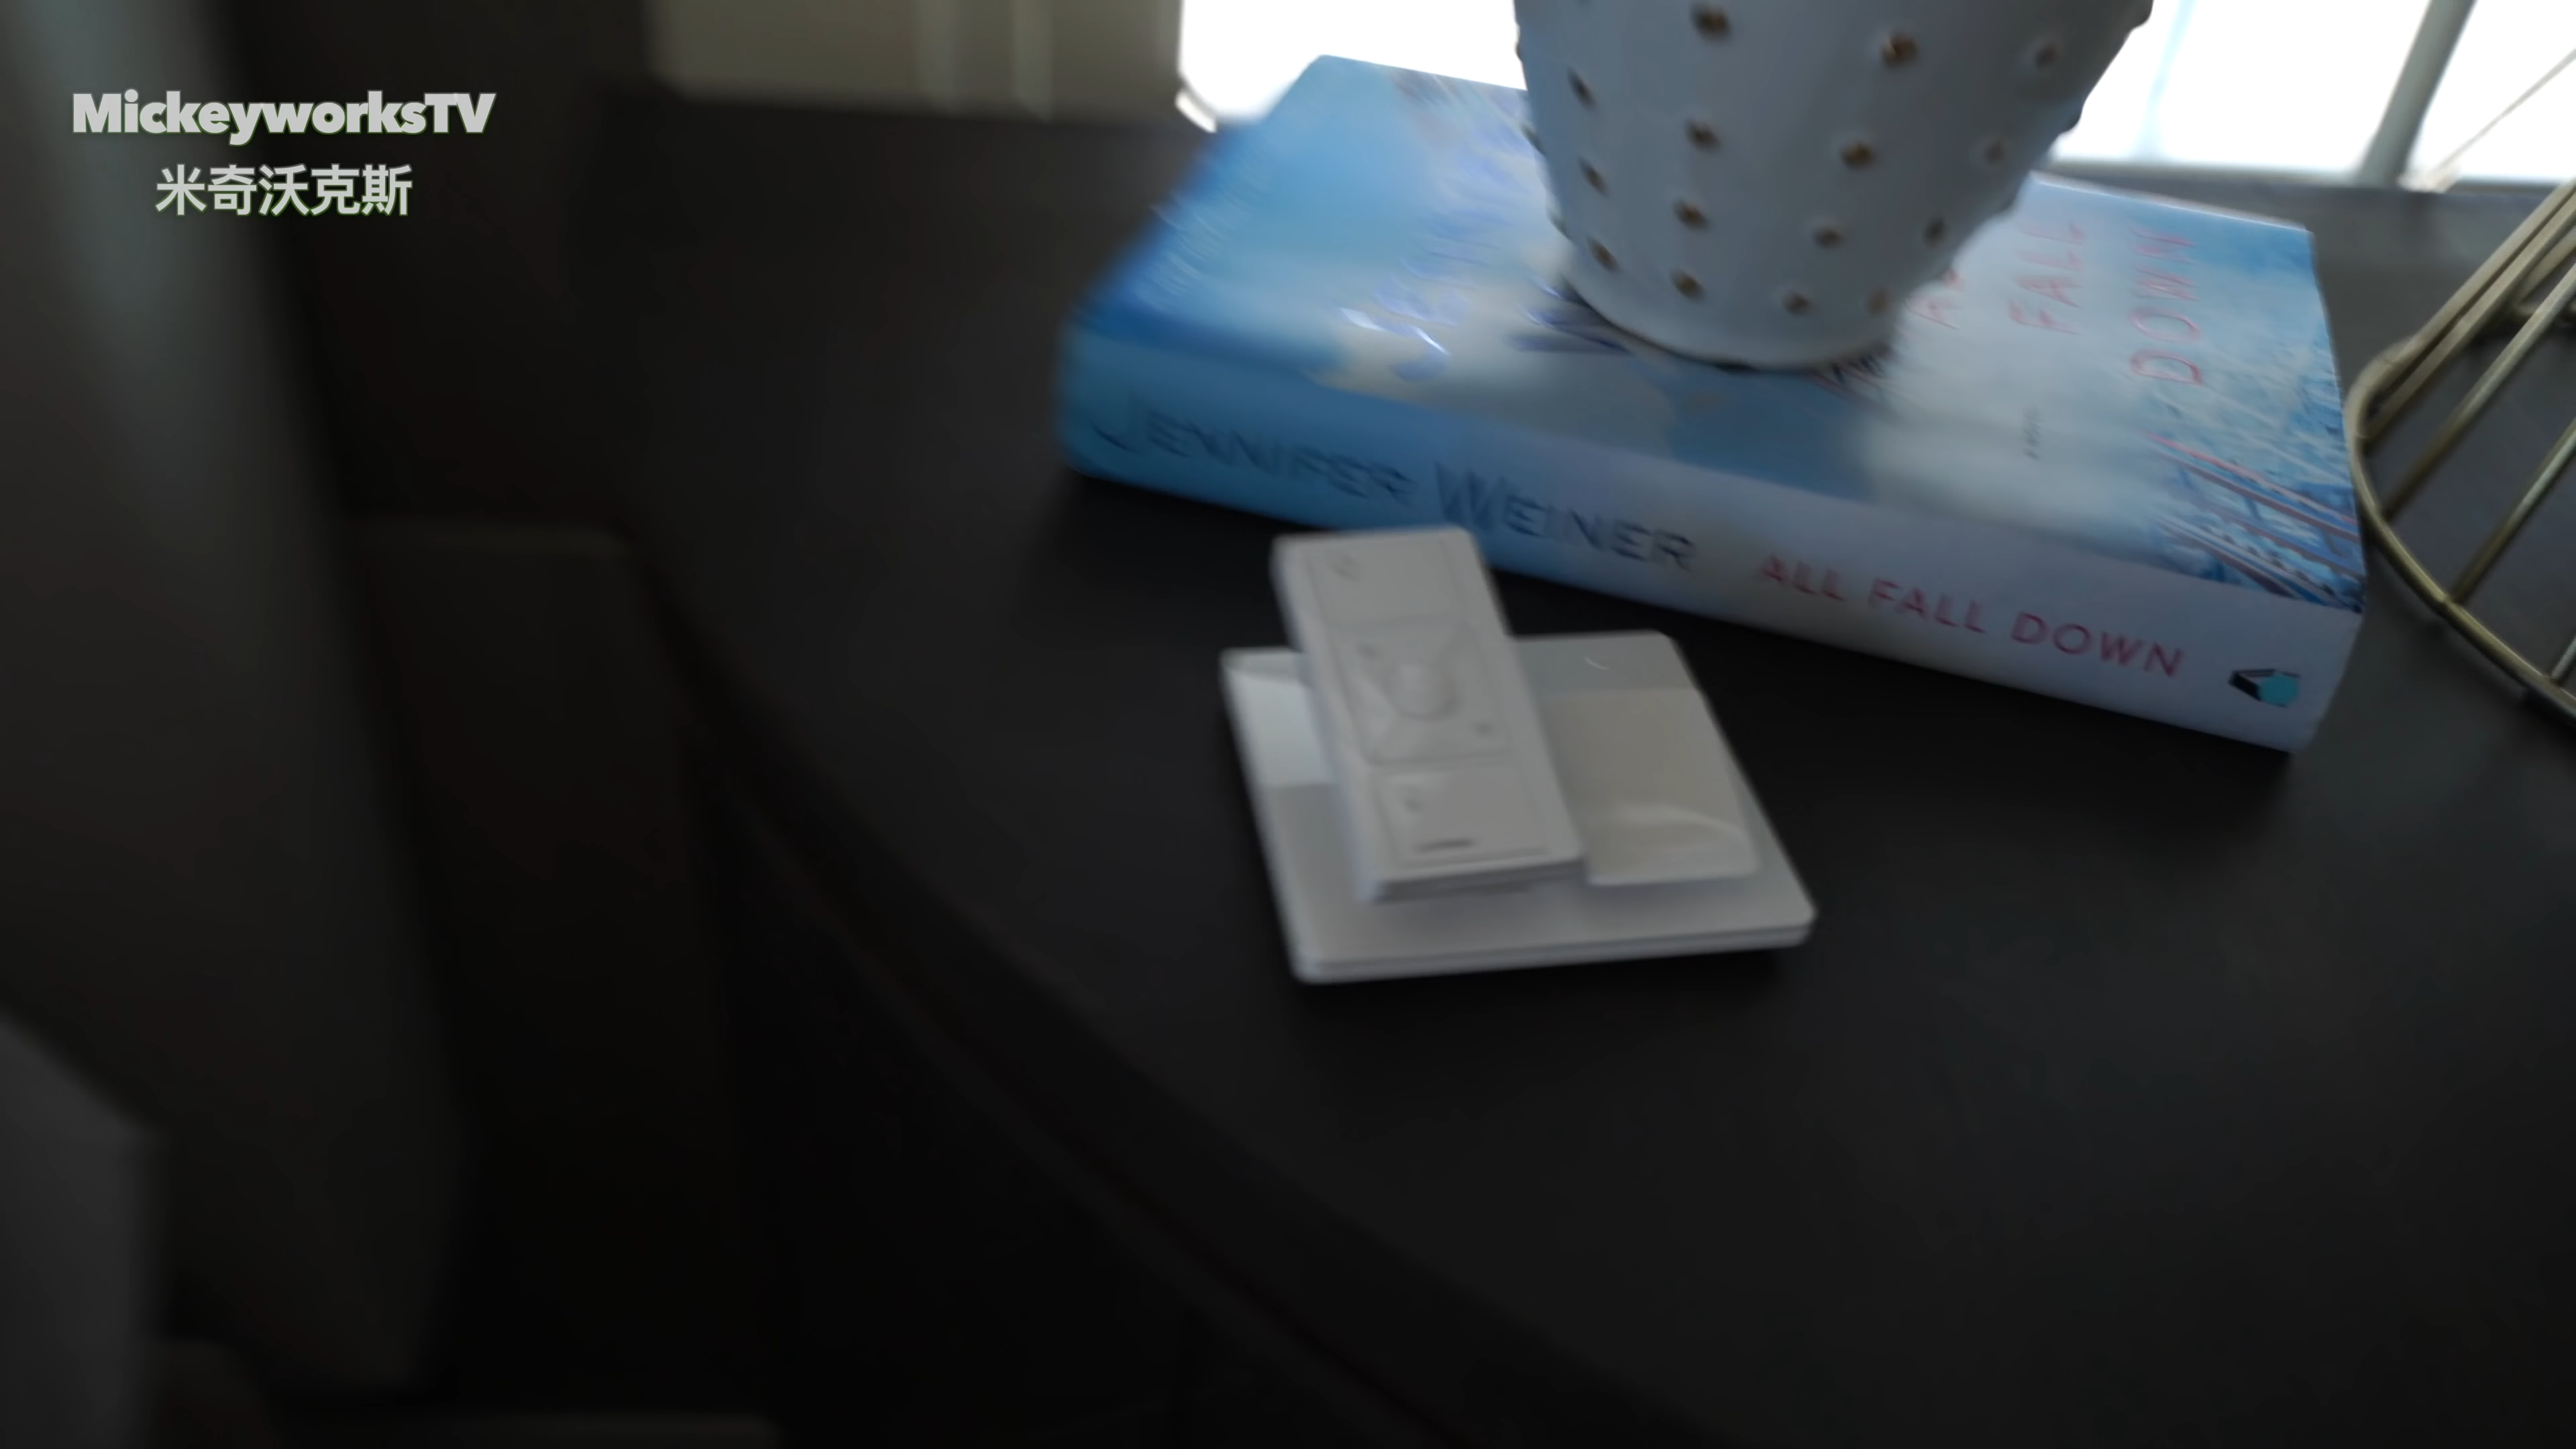 MickeyworksTV
米奇沃克斯
FALL
DOWN
JENNIFER WEINER ALL FALL DOWN